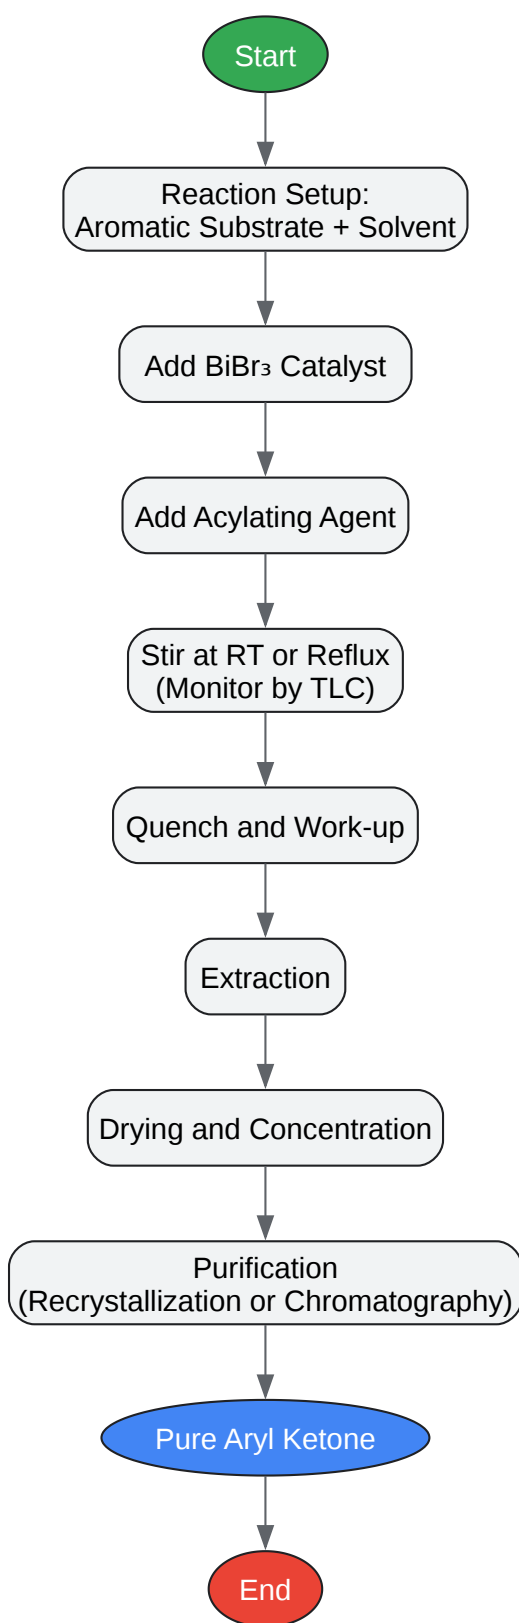 Start
Reaction Setup:
Aromatic Substrate + Solvent
Add BiBr₃ Catalyst
Add Acylating Agent
Stir at RT or Reflux
(Monitor by TLC)
Quench and Work-up
Extraction
Drying and Concentration
Purification
(Recrystallization or Chromatography)
Pure Aryl Ketone
End